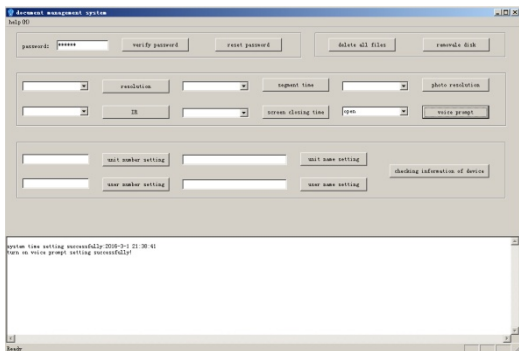 document management system
help(H)
password: ****** verify password reset password delete all files removale disk
resolution segment time photo resolution
IR screen closing time open voice prompt
unit number setting unit name setting
checking information of device
user number setting user name setting
system time setting successfully:2016-3-1 21:38:41
turn on voice prompt setting successfully!
Ready